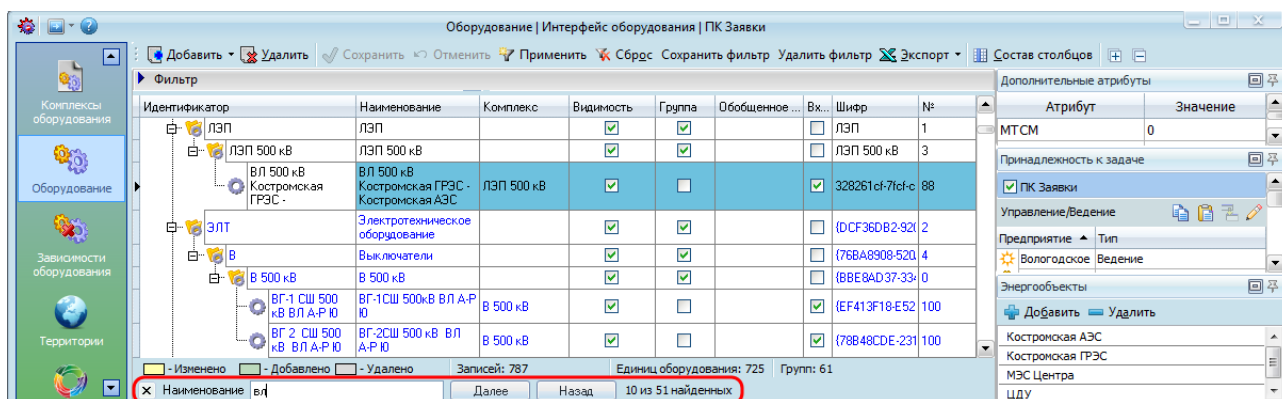 Оборудование | Интерфейс оборудования | ПК Заявки
Добавить Удалить Сохранить Отменить Применить Сброс Сохранить фильтр Удалить фильтр Экспорт Состав столбцов
Комплексы оборудования
Оборудование
Зависимости оборудования
Территории
Фильтр
Идентификатор Наименование Комплекс Видимость Группа Обобщенное ... Вх... Шифр №
ЛЭП ЛЭП ЛЭП 1
ЛЭП 500 кВ ЛЭП 500 кВ ЛЭП 500 кВ 3
ВЛ 500 кВ Костромская ГРЭС - ВЛ 500 кВ Костромская ГРЭС - Костромская АЭС ЛЭП 500 кВ 328261cf-7fcf-c 88
ЭЛТ Электротехническое оборудование {DCF36DB2-92( 2
В Выключатели {76BA8908-520, 4
В 500 кВ В 500 кВ {BBE8AD37-334 0
ВГ-1 СШ 500 кВ ВЛ А-Р Ю ВГ-1СШ 500кВ ВЛ А-Р Ю В 500 кВ {EF413F18-E52 100
ВГ 2 СШ 500 кВ ВЛ А-Р Ю ВГ-2СШ 500 кВ ВЛ А-Р Ю В 500 кВ {78B48CDE-231 100
- Изменено - Добавлено - Удалено Записей: 787 Единиц оборудования: 725 Групп: 61
Наименование вл Далее Назад 10 из 51 найденных
Дополнительные атрибуты
Атрибут Значение
МТСМ 0
Принадлежность к задаче
ПК Заявки
Управление/Ведение
Предприятие Тип
Вологодское Ведение
Энергообъекты
Добавить Удалить
Костромская АЭС
Костромская ГРЭС
МЭС Центра
ЦДУ